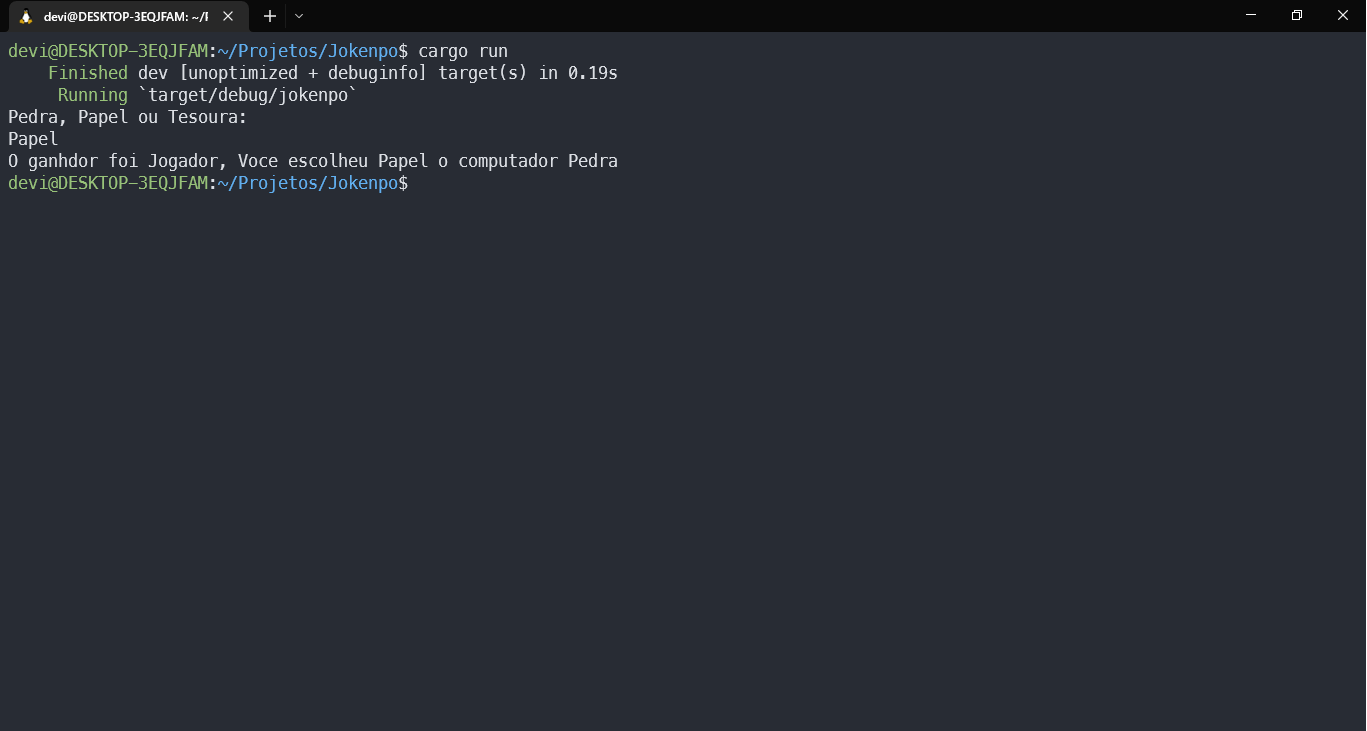 devi@DESKTOP-3EQJFAM: ~/F
devi@DESKTOP-3EQJFAM:~/Projetos/Jokenpo$ cargo run
Finished dev [unoptimized + debuginfo] target(s) in 0.19s
Running `target/debug/jokenpo`
Pedra, Papel ou Tesoura:
Papel
O ganhdor foi Jogador, Voce escolheu Papel o computador Pedra
devi@DESKTOP-3EQJFAM:~/Projetos/Jokenpo$